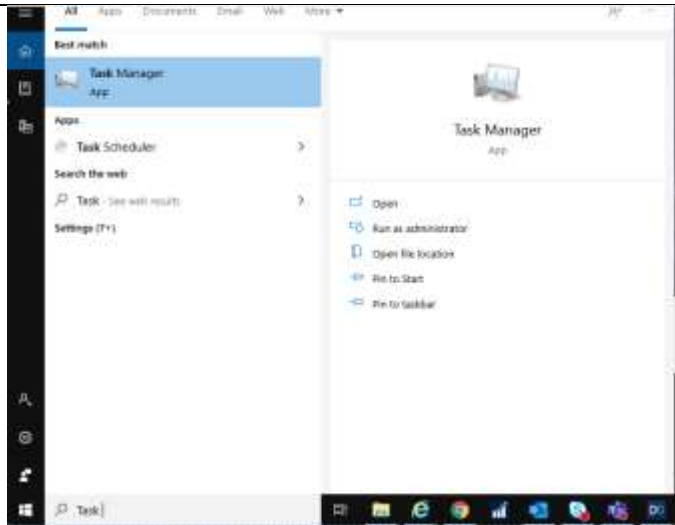 All Apps Documents Email Web More
Best match
Task Manager
App
Apps
Task Scheduler
Search the web
Task - See web results
Settings (7+)
Task Manager
App
Open
Run as administrator
Open file location
Pin to Start
Pin to taskbar
Task